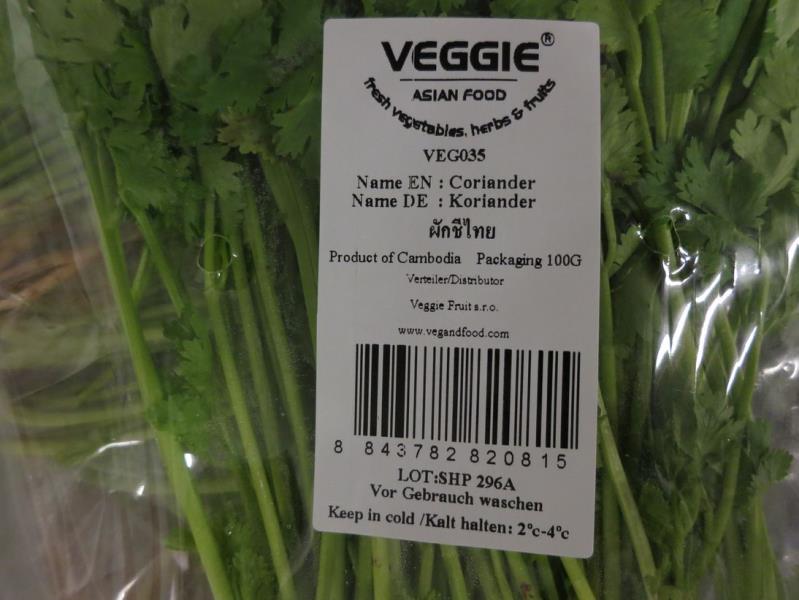 VEGGIE®
ASIAN FOOD
fresh vegetables, herbs & fruits
VEG035
Name EN : Coriander
Name DE : Koriander
ผักชีไทย
Product of Cambodia Packaging 100G
Verteiler/Distributor
Veggie Fruit s.r.o.
www.vegandfood.com
8 843782 820815
LOT:SHP 296A
Vor Gebrauch waschen
Keep in cold /Kalt halten: 2°c-4°c